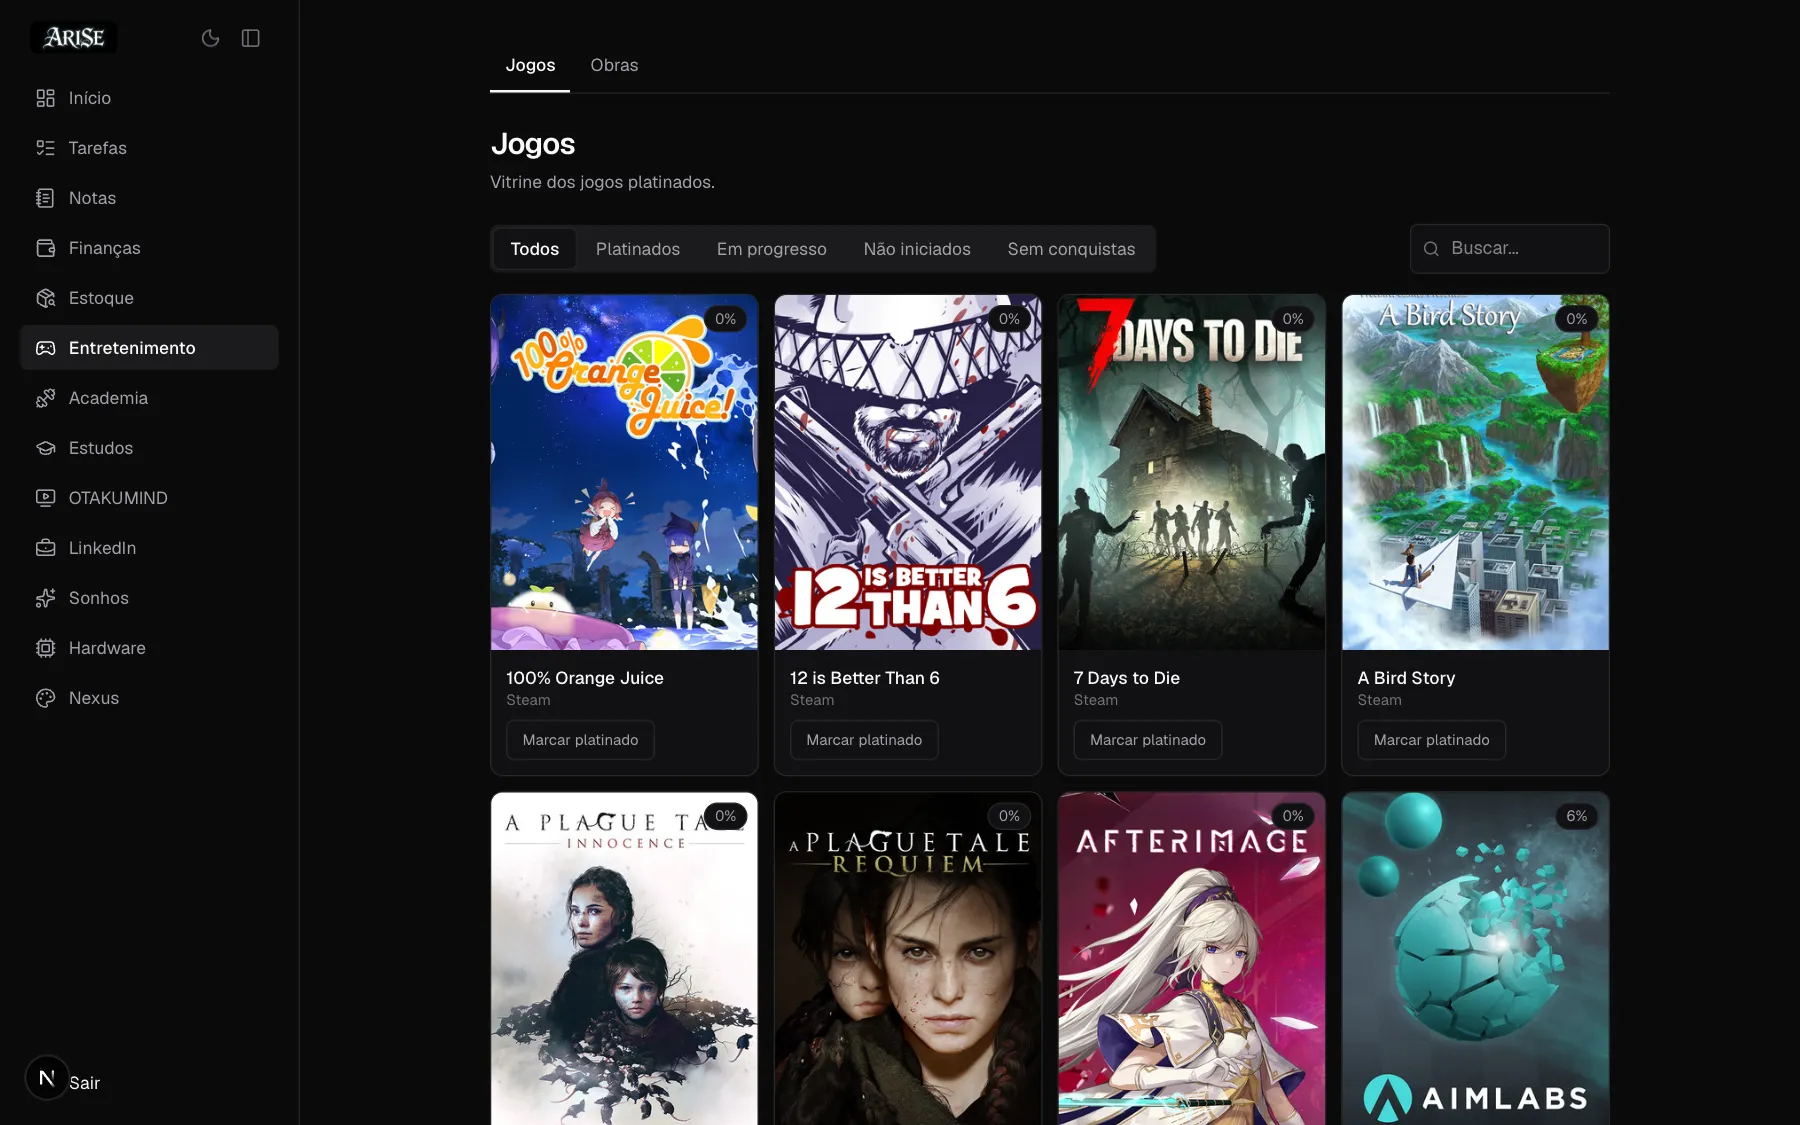 ARISE
Início
Tarefas
Notas
Finanças
Estoque
Entretenimento
Academia
Estudos
OTAKUMIND
LinkedIn
Sonhos
Hardware
Nexus
N
Sair
Jogos
Obras
Jogos
Vitrine dos jogos platinados.
Todos
Platinados
Em progresso
Não iniciados
Sem conquistas
Buscar...
0%
100%
Orange
Juice!
100% Orange Juice
Steam
Marcar platinado
0%
12 IS BETTER
THAN 6
12 is Better Than 6
Steam
Marcar platinado
0%
7 DAYS TO DIE
7 Days to Die
Steam
Marcar platinado
0%
A Bird Story
A Bird Story
Steam
Marcar platinado
0%
A PLAGUE TALE
INNOCENCE
0%
A PLAGUE TALE
REQUIEM
0%
AFTERIMAGE
6%
AIMLABS